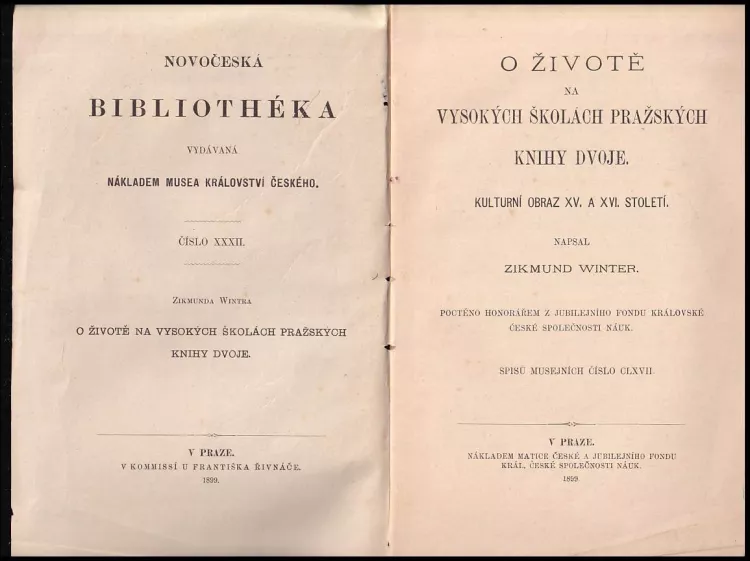 NOVOČESKÁ
BIBLIOTHÉKA
VYDÁVANÁ
NÁKLADEM MUSEA KRÁLOVSTVÍ ČESKÉHO.
ČÍSLO XXXII.
ZIKMUNDA WINTRA
O ŽIVOTĚ NA VYSOKÝCH ŠKOLÁCH PRAŽSKÝCH
KNIHY DVOJE.
V PRAZE.
V KOMMISSÍ U FRANTIŠKA ŘIVNÁČE.
1899.
O ŽIVOTĚ
NA
VYSOKÝCH ŠKOLÁCH PRAŽSKÝCH
KNIHY DVOJE.
KULTURNÍ OBRAZ XV. A XVI. STOLETÍ.
NAPSAL
ZIKMUND WINTER.
POCTĚNO HONORÁŘEM Z JUBILEJNÍHO FONDU KRÁLOVSKÉ
ČESKÉ SPOLEČNOSTI NÁUK.
SPISŮ MUSEJNÍCH ČÍSLO CLXVII.
V PRAZE.
NÁKLADEM MATICE ČESKÉ A JUBILEJNÍHO FONDU
KRÁL. ČESKÉ SPOLEČNOSTI NÁUK.
1899.